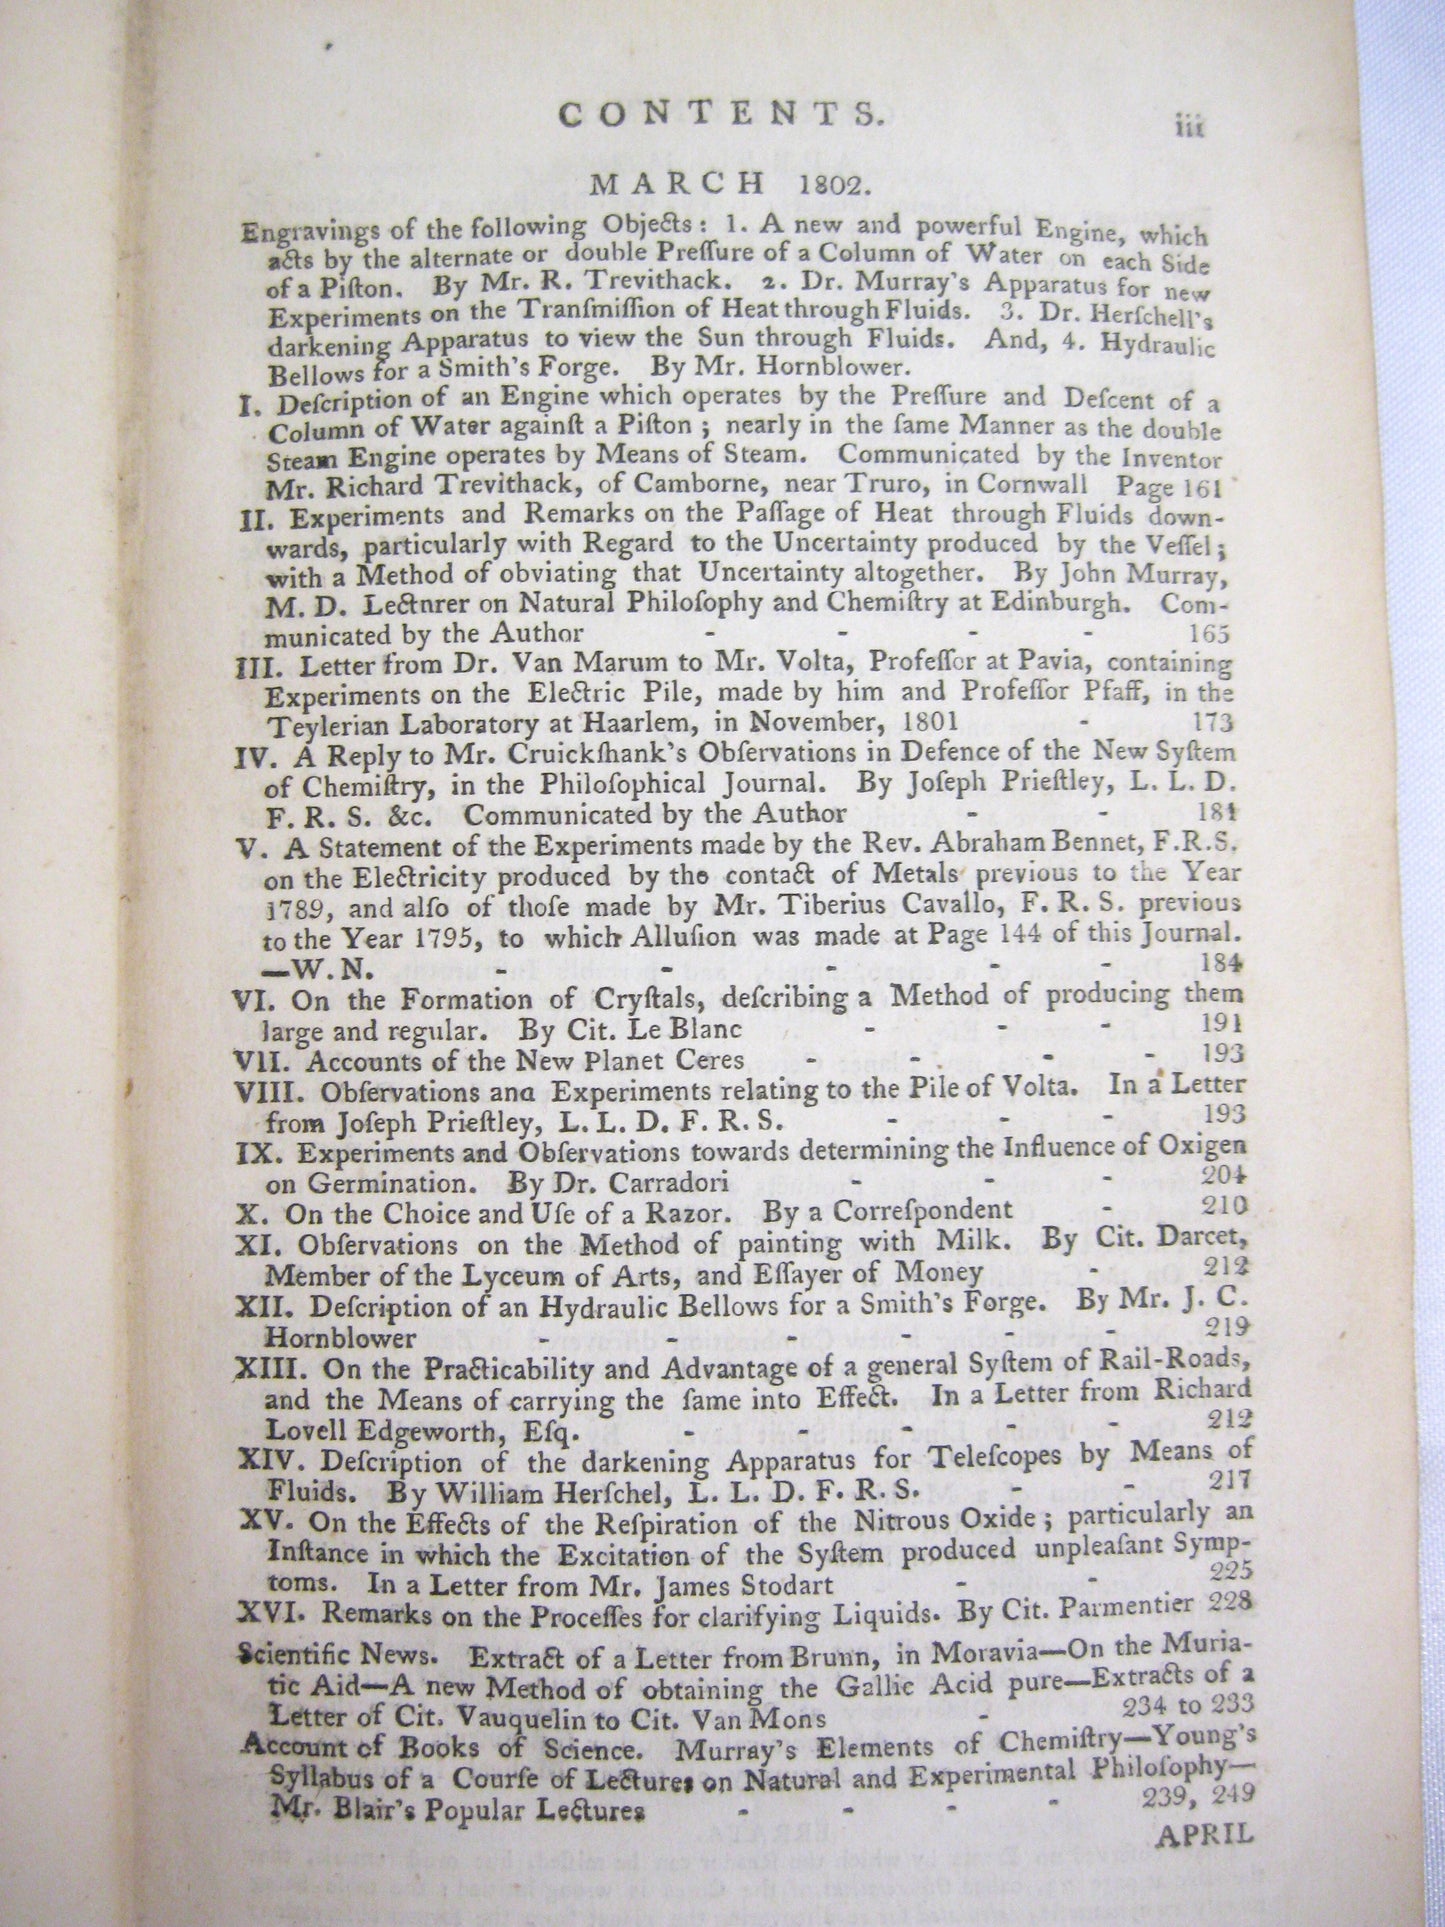 CONTENTS.
iii
MARCH 1802.
Engravings of the following Objects: 1. A new and powerful Engine, which
acts by the alternate or double Preſſure of a Column of Water on each Side
of a Piſton. By Mr. R. Trevithack. 2. Dr. Murray's Apparatus for new
Experiments on the Tranſmiſſion of Heat through Fluids. 3. Dr. Herſchell's
darkening Apparatus to view the Sun through Fluids. And, 4. Hydraulic
Bellows for a Smith's Forge. By Mr. Hornblower.
I. Deſcription of an Engine which operates by the Preſſure and Deſcent of a
Column of Water againſt a Piſton; nearly in the ſame Manner as the double
Steam Engine operates by Means of Steam. Communicated by the Inventor
Mr. Richard Trevithack, of Camborne, near Truro, in Cornwall Page 161
II. Experiments and Remarks on the Paſſage of Heat through Fluids down-
wards, particularly with Regard to the Uncertainty produced by the Veſſel;
with a Method of obviating that Uncertainty altogether. By John Murray,
M. D. Lectnrer on Natural Philoſophy and Chemiſtry at Edinburgh. Com-
municated by the Author - - - - 165
III. Letter from Dr. Van Marum to Mr. Volta, Profeſſor at Pavia, containing
Experiments on the Electric Pile, made by him and Profeſſor Pfaff, in the
Teylerian Laboratory at Haarlem, in November, 1801 - 173
IV. A Reply to Mr. Cruickſhank's Obſervations in Defence of the New Syſtem
of Chemiſtry, in the Philoſophical Journal. By Joſeph Prieſtley, L. L. D.
F. R. S. &c. Communicated by the Author - - 181
V. A Statement of the Experiments made by the Rev. Abraham Bennet, F.R.S.
on the Electricity produced by the contact of Metals previous to the Year
1789, and alſo of thoſe made by Mr. Tiberius Cavallo, F. R. S. previous
to the Year 1795, to which Alluſion was made at Page 144 of this Journal.
—W. N. - - - - - 184
VI. On the Formation of Cryſtals, deſcribing a Method of producing them
large and regular. By Cit. Le Blanc - - - 191
VII. Accounts of the New Planet Ceres - - - - 193
VIII. Obſervations and Experiments relating to the Pile of Volta. In a Letter
from Joſeph Prieſtley, L. L. D. F. R. S. - - - 193
IX. Experiments and Obſervations towards determining the Influence of Oxigen
on Germination. By Dr. Carradori - - - 204
X. On the Choice and Uſe of a Razor. By a Correſpondent - 210
XI. Obſervations on the Method of painting with Milk. By Cit. Darcet,
Member of the Lyceum of Arts, and Eſſayer of Money - 212
XII. Deſcription of an Hydraulic Bellows for a Smith's Forge. By Mr. J. C.
Hornblower - - - - - - 219
XIII. On the Practicability and Advantage of a general Syſtem of Rail-Roads,
and the Means of carrying the ſame into Effect. In a Letter from Richard
Lovell Edgeworth, Eſq. - - - - - 212
XIV. Deſcription of the darkening Apparatus for Teleſcopes by Means of
Fluids. By William Herſchel, L. L. D. F. R. S. - - 217
XV. On the Effects of the Reſpiration of the Nitrous Oxide; particularly an
Inſtance in which the Excitation of the Syſtem produced unpleaſant Symp-
toms. In a Letter from Mr. James Stodart - - 225
XVI. Remarks on the Proceſſes for clarifying Liquids. By Cit. Parmentier 228
Scientific News. Extract of a Letter from Brunn, in Moravia—On the Muria-
tic Aid—A new Method of obtaining the Gallic Acid pure—Extracts of a
Letter of Cit. Vauquelin to Cit. Van Mons - 234 to 233
Account of Books of Science. Murray's Elements of Chemiſtry—Young's
Syllabus of a Courſe of Lectures on Natural and Experimental Philoſophy—
Mr. Blair's Popular Lectures - - - - 239, 249
APRIL